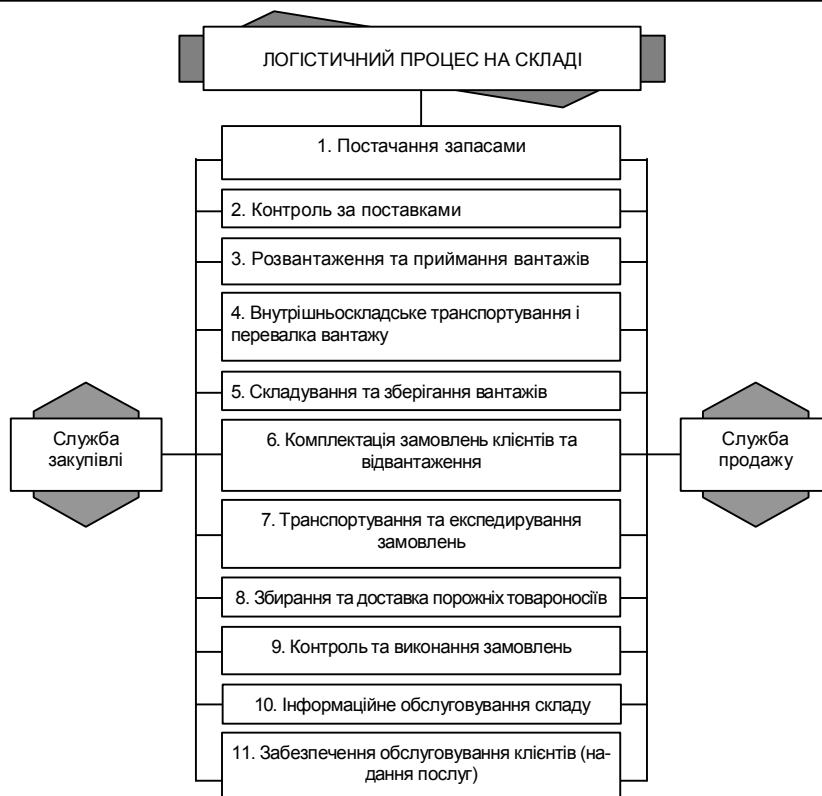 ЛОГІСТИЧНИЙ ПРОЦЕС НА СКЛАДІ
1. Постачання запасами
2. Контроль за поставками
3. Розвантаження та приймання вантажів
4. Внутрішньоскладське транспортування і
перевалка вантажу
5. Складування та зберігання вантажів
Служба
закупівлі
6. Комплектація замовлень клієнтів та
відвантаження
Служба
продажу
7. Транспортування та експедирування
замовлень
8. Збирання та доставка порожніх товароносіїв
9. Контроль та виконання замовлень
10. Інформаційне обслуговування складу
11. Забезпечення обслуговування клієнтів (на-
дання послуг)